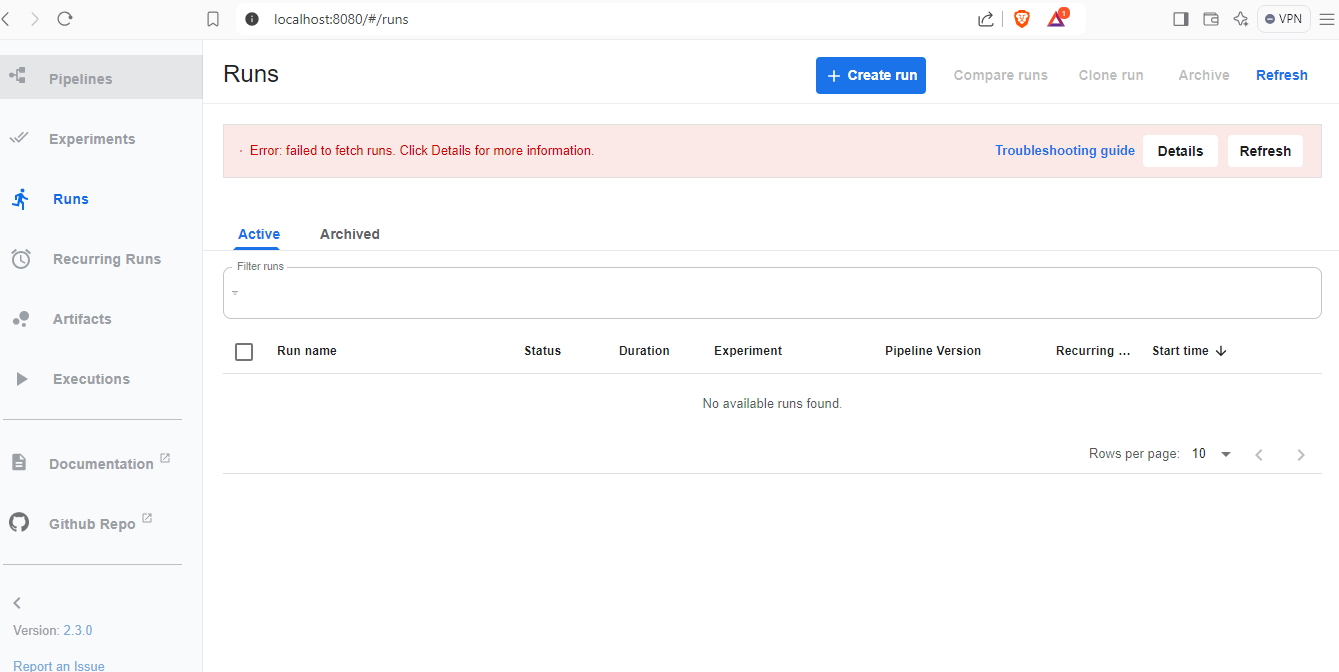 localhost:8080/#/runs
1
VPN
Pipelines
Experiments
Runs
Recurring Runs
Artifacts
Executions
Documentation
Github Repo
Version: 2.3.0
Report an Issue
Runs
+ Create run
Compare runs
Clone run
Archive
Refresh
· Error: failed to fetch runs. Click Details for more information.
Troubleshooting guide
Details
Refresh
Active
Archived
Filter runs
Run name
Status
Duration
Experiment
Pipeline Version
Recurring ...
Start time
No available runs found.
Rows per page: 10